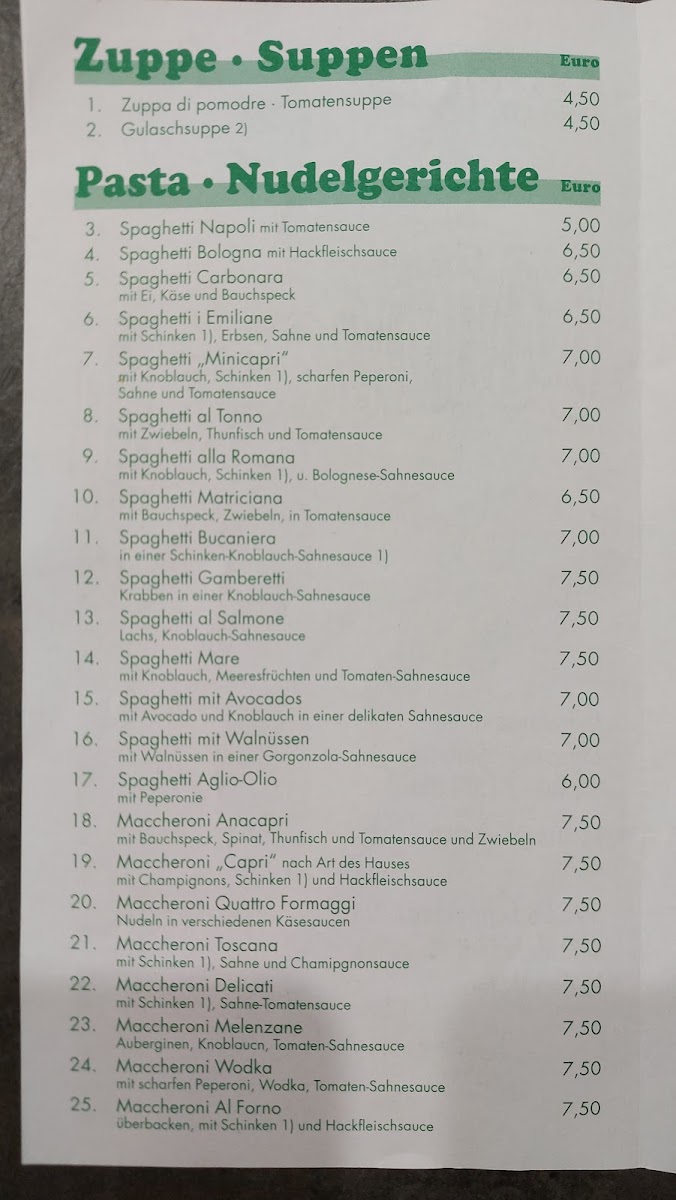 Zuppe · Suppen Euro
1. Zuppa di pomodre · Tomatensuppe 4,50
2. Gulaschsuppe 2) 4,50
Pasta · Nudelgerichte Euro
3. Spaghetti Napoli mit Tomatensauce 5,00
4. Spaghetti Bologna mit Hackfleischsauce 6,50
5. Spaghetti Carbonara 6,50
mit Ei, Käse und Bauchspeck
6. Spaghetti i Emiliane 6,50
mit Schinken 1), Erbsen, Sahne und Tomatensauce
7. Spaghetti „Minicapri“ 7,00
mit Knoblauch, Schinken 1), scharfen Peperoni,
Sahne und Tomatensauce
8. Spaghetti al Tonno 7,00
mit Zwiebeln, Thunfisch und Tomatensauce
9. Spaghetti alla Romana 7,00
mit Knoblauch, Schinken 1), u. Bolognese-Sahnesauce
10. Spaghetti Matriciana 6,50
mit Bauchspeck, Zwiebeln, in Tomatensauce
11. Spaghetti Bucaniera 7,00
in einer Schinken-Knoblauch-Sahnesauce 1)
12. Spaghetti Gamberetti 7,50
Krabben in einer Knoblauch-Sahnesauce
13. Spaghetti al Salmone 7,50
Lachs, Knoblauch-Sahnesauce
14. Spaghetti Mare 7,50
mit Knoblauch, Meeresfrüchten und Tomaten-Sahnesauce
15. Spaghetti mit Avocados 7,00
mit Avocado und Knoblauch in einer delikaten Sahnesauce
16. Spaghetti mit Walnüssen 7,00
mit Walnüssen in einer Gorgonzola-Sahnesauce
17. Spaghetti Aglio-Olio 6,00
mit Peperonie
18. Maccheroni Anacapri 7,50
mit Bauchspeck, Spinat, Thunfisch und Tomatensauce und Zwiebeln
19. Maccheroni „Capri“ nach Art des Hauses 7,50
mit Champignons, Schinken 1) und Hackfleischsauce
20. Maccheroni Quattro Formaggi 7,50
Nudeln in verschiedenen Käsesaucen
21. Maccheroni Toscana 7,50
mit Schinken 1), Sahne und Chamipgnonsauce
22. Maccheroni Delicati 7,50
mit Schinken 1), Sahne-Tomatensauce
23. Maccheroni Melenzane 7,50
Auberginen, Knoblaucn, Tomaten-Sahnesauce
24. Maccheroni Wodka 7,50
mit scharfen Peperoni, Wodka, Tomaten-Sahnesauce
25. Maccheroni Al Forno 7,50
überbacken, mit Schinken 1) und Hackfleischsauce